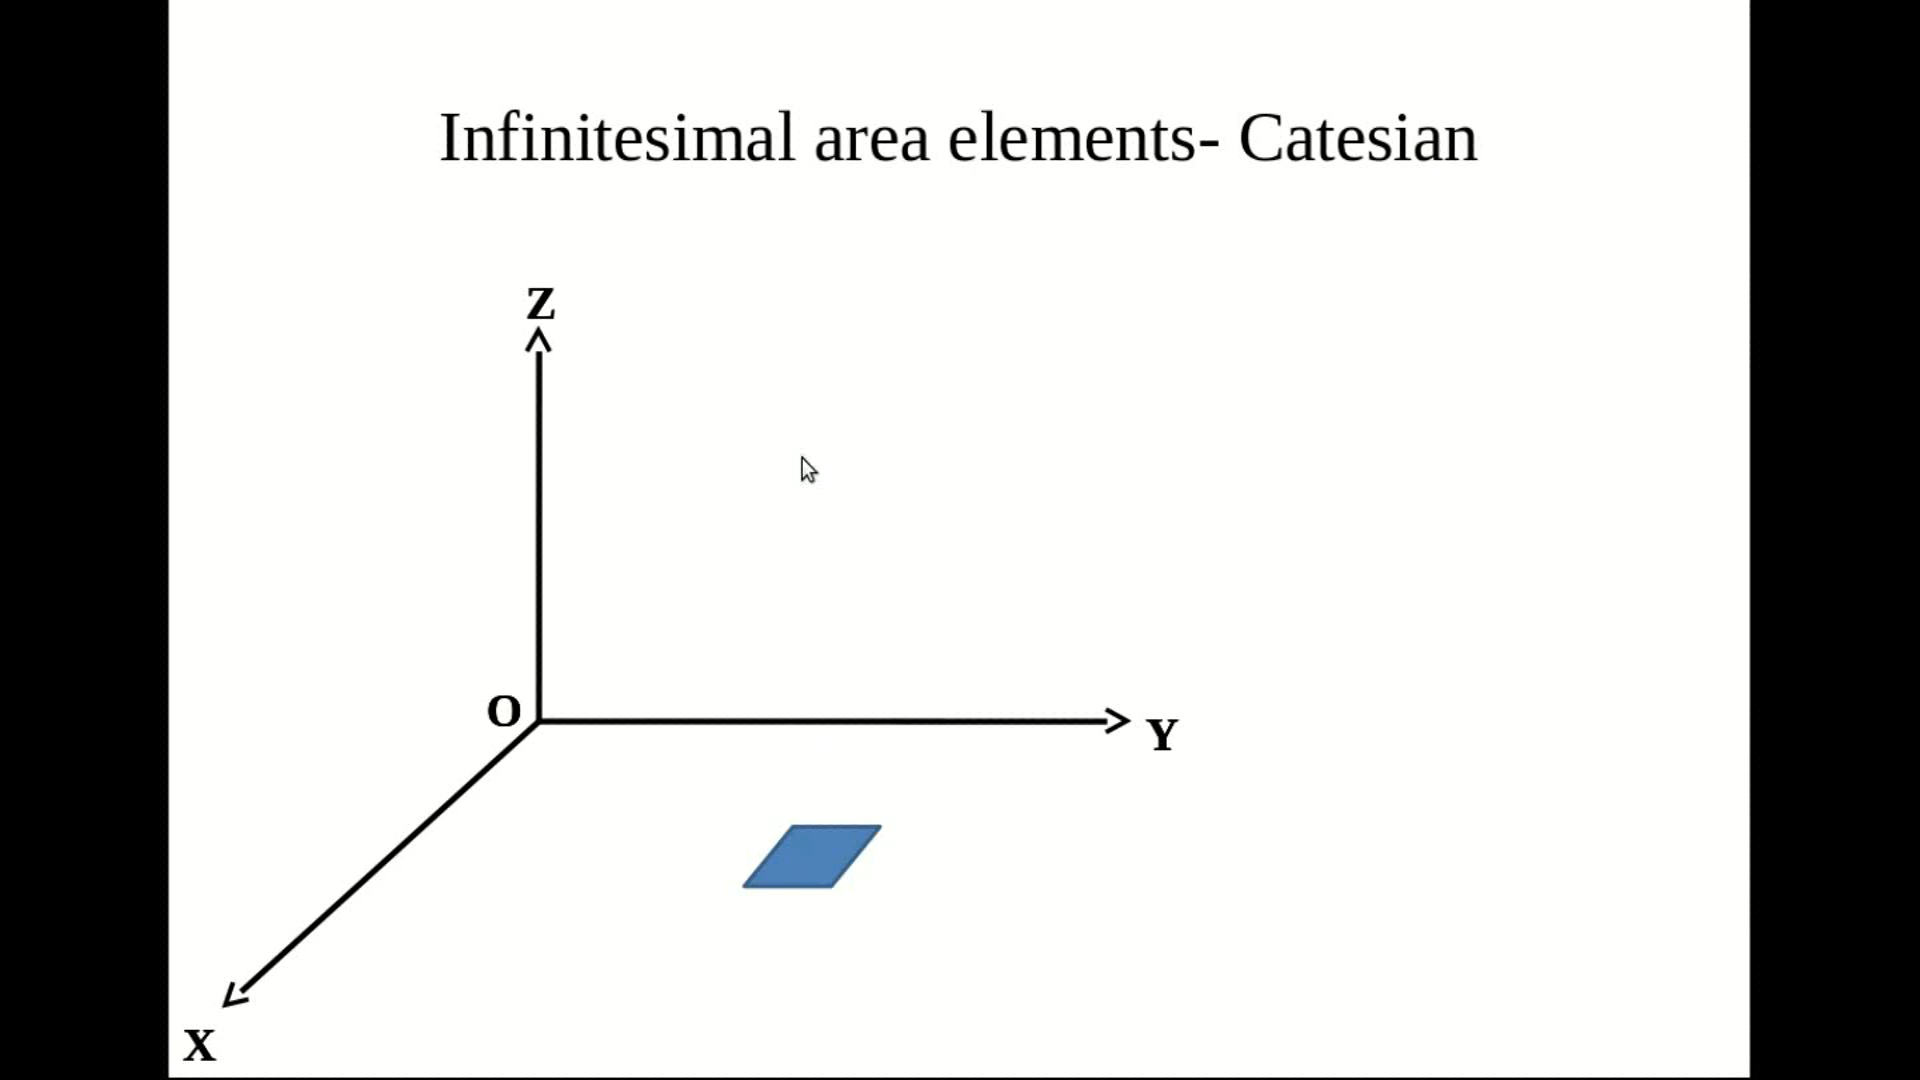 Infinitesimal area elements- Catesian
Z
O
Y
X